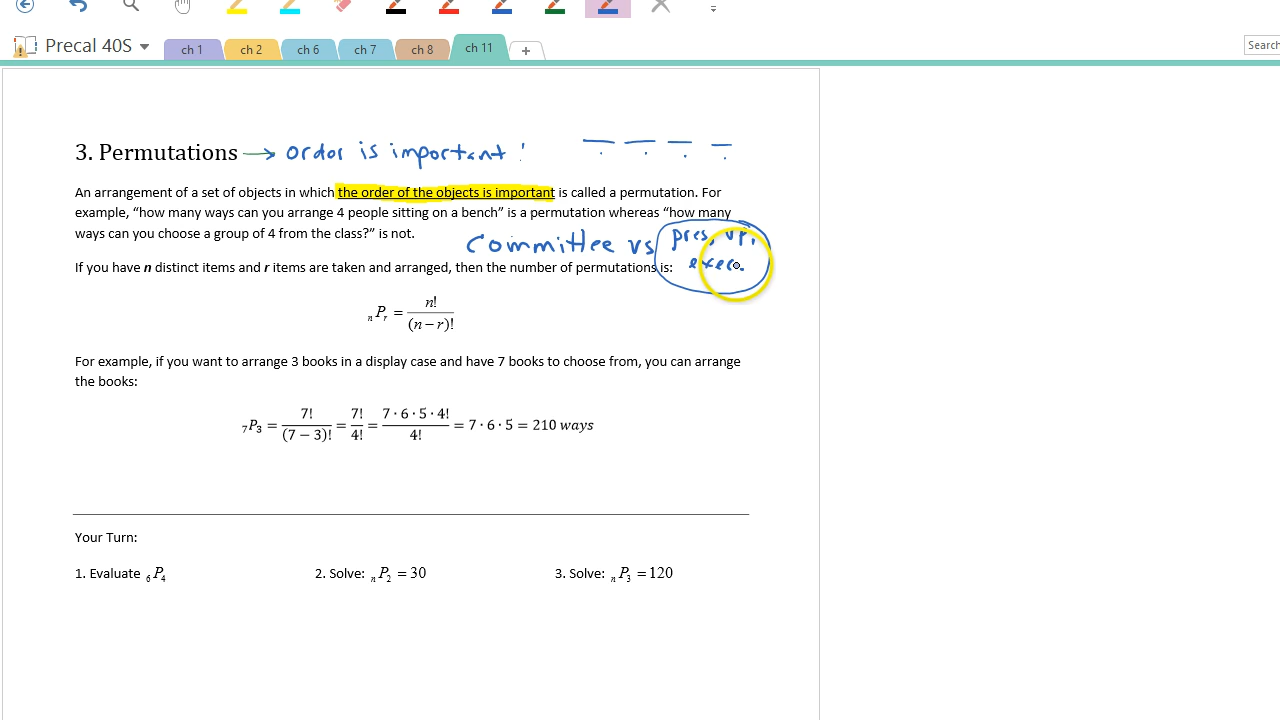 Precal 40S ch 1 ch 2 ch 6 ch 7 ch 8 ch 11 +
Search
3. Permutations → order is important!
An arrangement of a set of objects in which the order of the objects is important is called a permutation. For
example, “how many ways can you arrange 4 people sitting on a bench” is a permutation whereas “how many
ways can you choose a group of 4 from the class?” is not.
Committee vs pres, vp,
exec.
If you have n distinct items and r items are taken and arranged, then the number of permutations is:
nPr = n! / (n − r)!
For example, if you want to arrange 3 books in a display case and have 7 books to choose from, you can arrange
the books:
7P3 = 7! / (7 − 3)! = 7! / 4! = 7 · 6 · 5 · 4! / 4! = 7 · 6 · 5 = 210 ways
Your Turn:
1. Evaluate 6P4 2. Solve: nP2 = 30 3. Solve: nP3 = 120